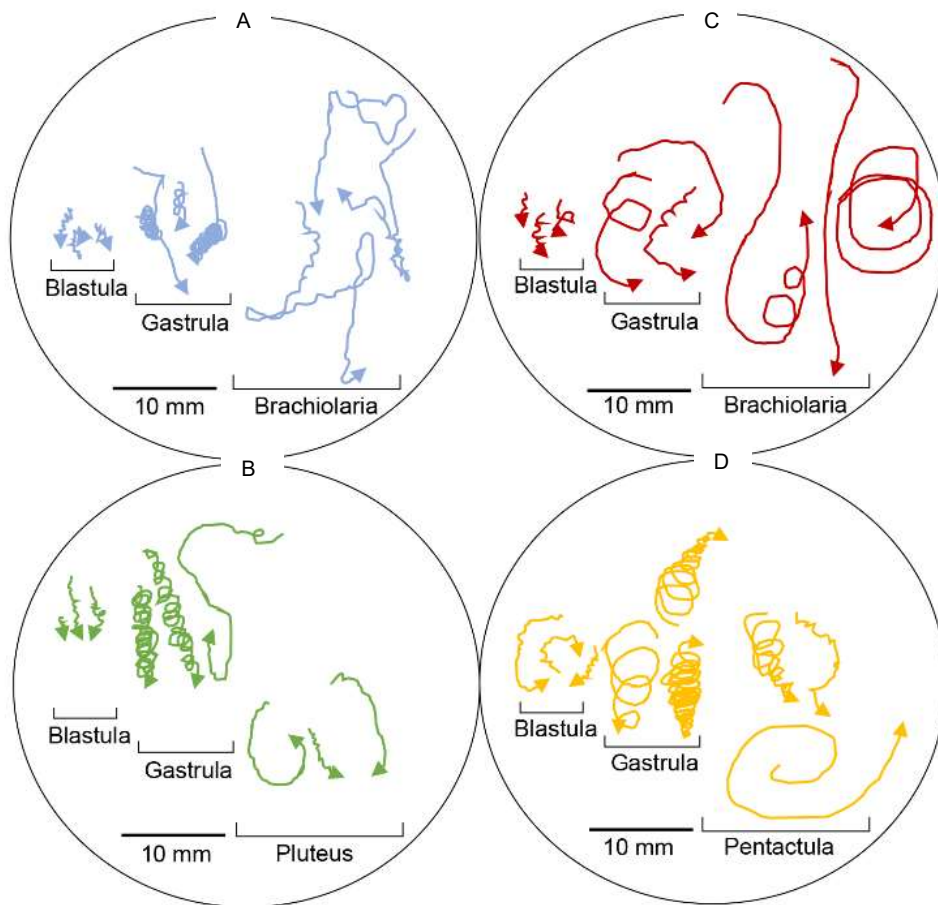 A
Blastula
Gastrula
10 mm
Brachiolaria
C
Blastula
Gastrula
10 mm
Brachiolaria
B
Blastula
Gastrula
10 mm
Pluteus
D
Blastula
Gastrula
10 mm
Pentactula